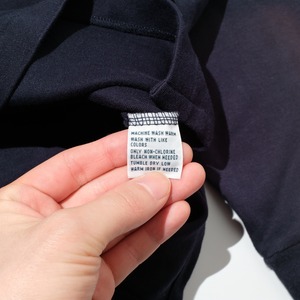 MACHINE WASH WARM
WASH WITH LIKE
COLORS
ONLY NON-CHLORINE
BLEACH WHEN NEEDED
TUMBLE DRY LOW
WARM IRON IF NEEDED